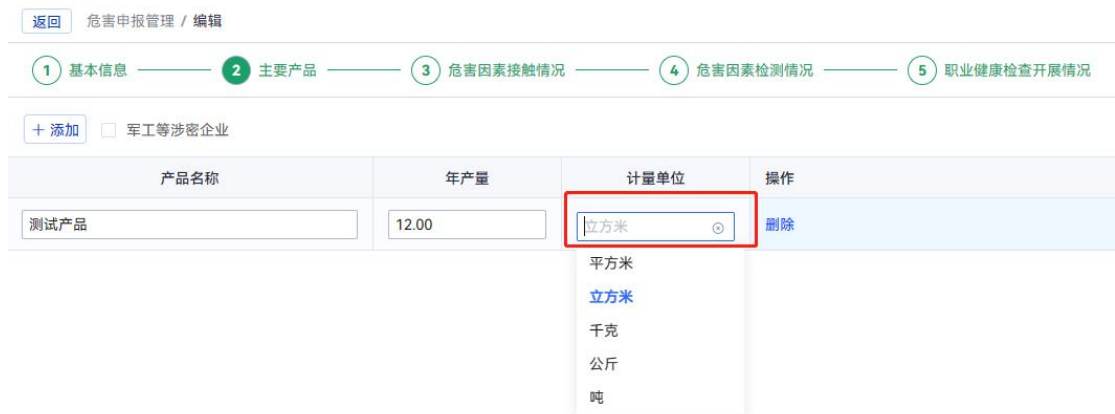 返回 危害申报管理 / 编辑
1 基本信息 2 主要产品 3 危害因素接触情况 4 危害因素检测情况 5 职业健康检查开展情况
+ 添加 军工等涉密企业
产品名称 年产量 计量单位 操作
测试产品 12.00 立方米 删除
平方米
立方米
千克
公斤
吨